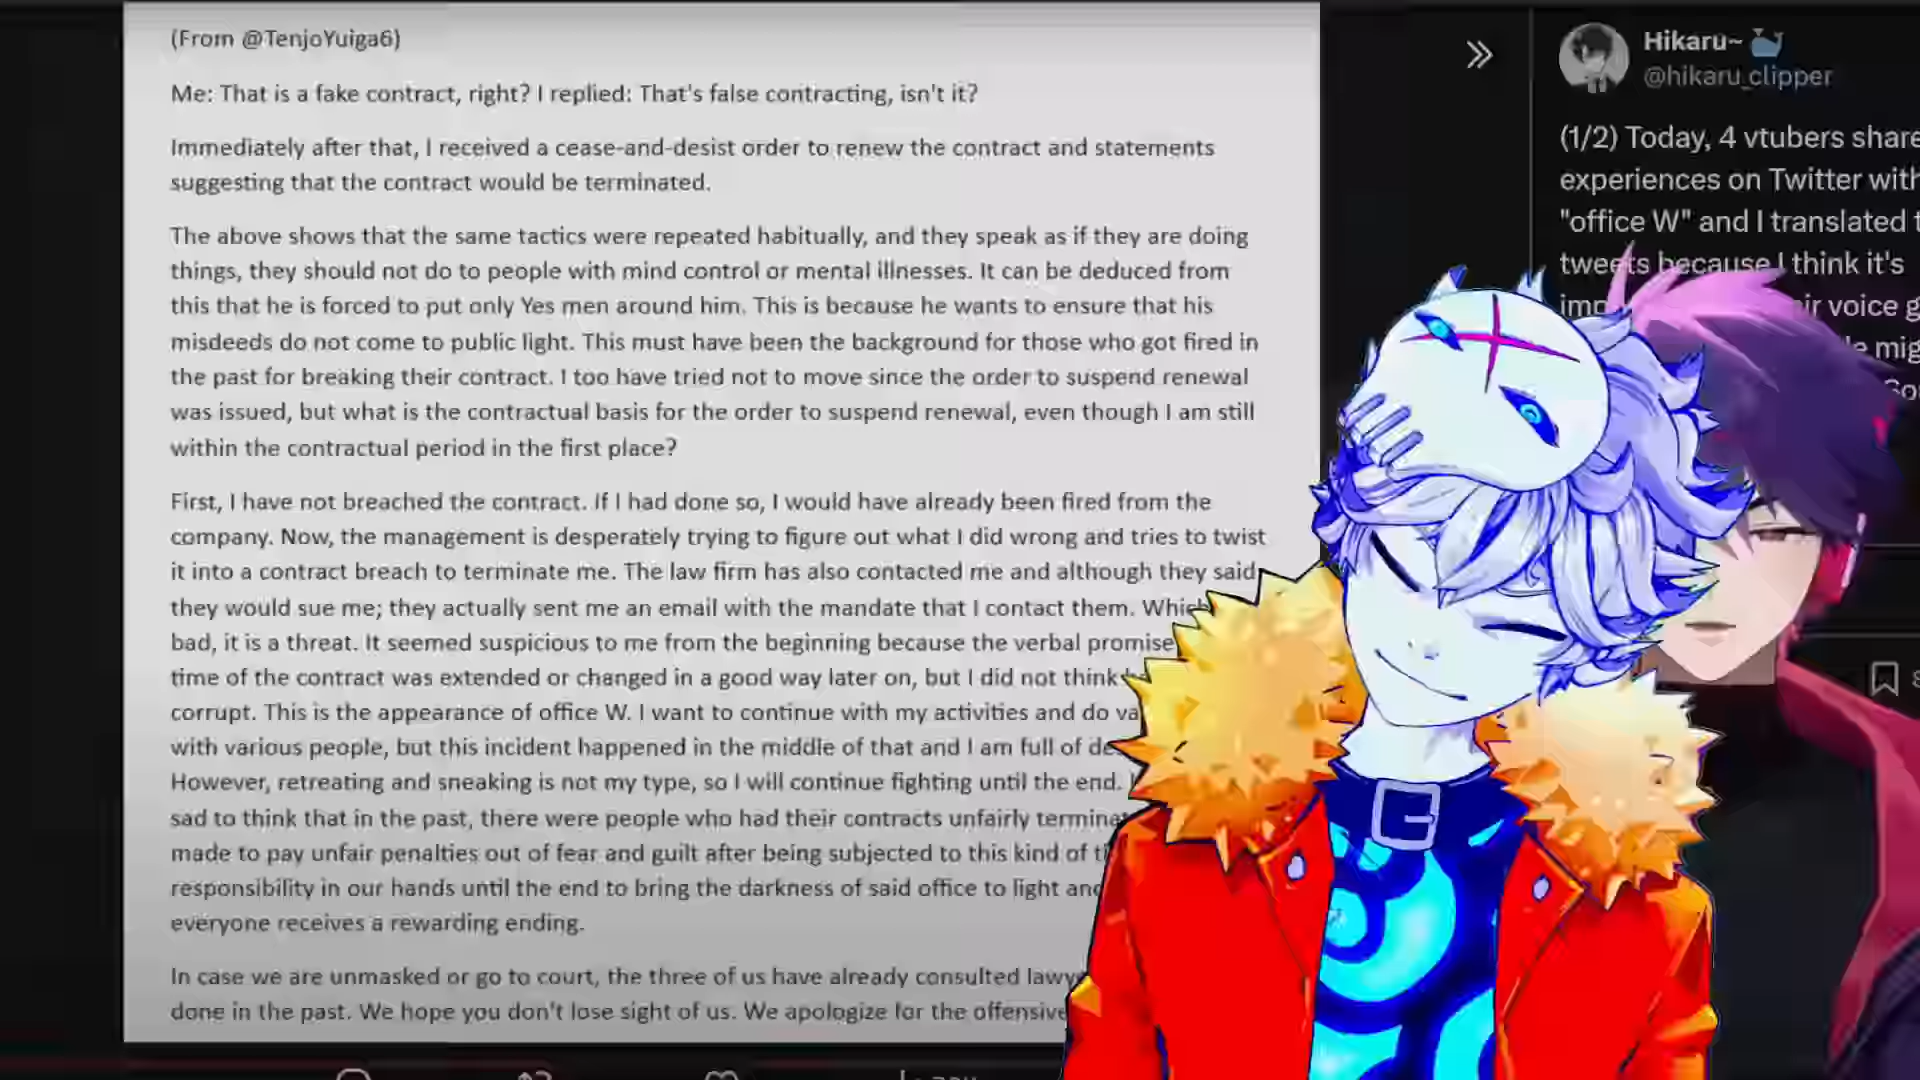 (From @TenjoYuiga6)
Me: That is a fake contract, right? I replied: That's false contracting, isn't it?
Immediately after that, I received a cease-and-desist order to renew the contract and statements
suggesting that the contract would be terminated.
The above shows that the same tactics were repeated habitually, and they speak as if they are doing
things, they should not do to people with mind control or mental illnesses. It can be deduced from
this that he is forced to put only Yes men around him. This is because he wants to ensure that his
misdeeds do not come to public light. This must have been the background for those who got fired in
the past for breaking their contract. I too have tried not to move since the order to suspend renewal
was issued, but what is the contractual basis for the order to suspend renewal, even though I am still
within the contractual period in the first place?
First, I have not breached the contract. If I had done so, I would have already been fired from the
company. Now, the management is desperately trying to figure out what I did wrong and tries to twist
it into a contract breach to terminate me. The law firm has also contacted me and although they said
they would sue me; they actually sent me an email with the mandate that I contact them.
bad, it is a threat. It seemed suspicious to me from the beginning because the verbal promise
time of the contract was extended or changed in a good way later on, but I did not think
corrupt. This is the appearance of office W. I want to continue with my activities and do
with various people, but this incident happened in the middle of that and I am full of
However, retreating and sneaking is not my type, so I will continue fighting until the end.
sad to think that in the past, there were people who had their contracts unfairly
made to pay unfair penalties out of fear and guilt after being subjected to this kind of
responsibility in our hands until the end to bring the darkness of said office to light
everyone receives a rewarding ending.
In case we are unmasked or go to court, the three of us have already consulted
done in the past. We hope you don't lose sight of us. We apologize for the offensive
Hikaru~
@hikaru_clipper
(1/2) Today, 4 vtubers share
experiences on Twitter with
"office W" and I translated
tweets because I think it's
voice